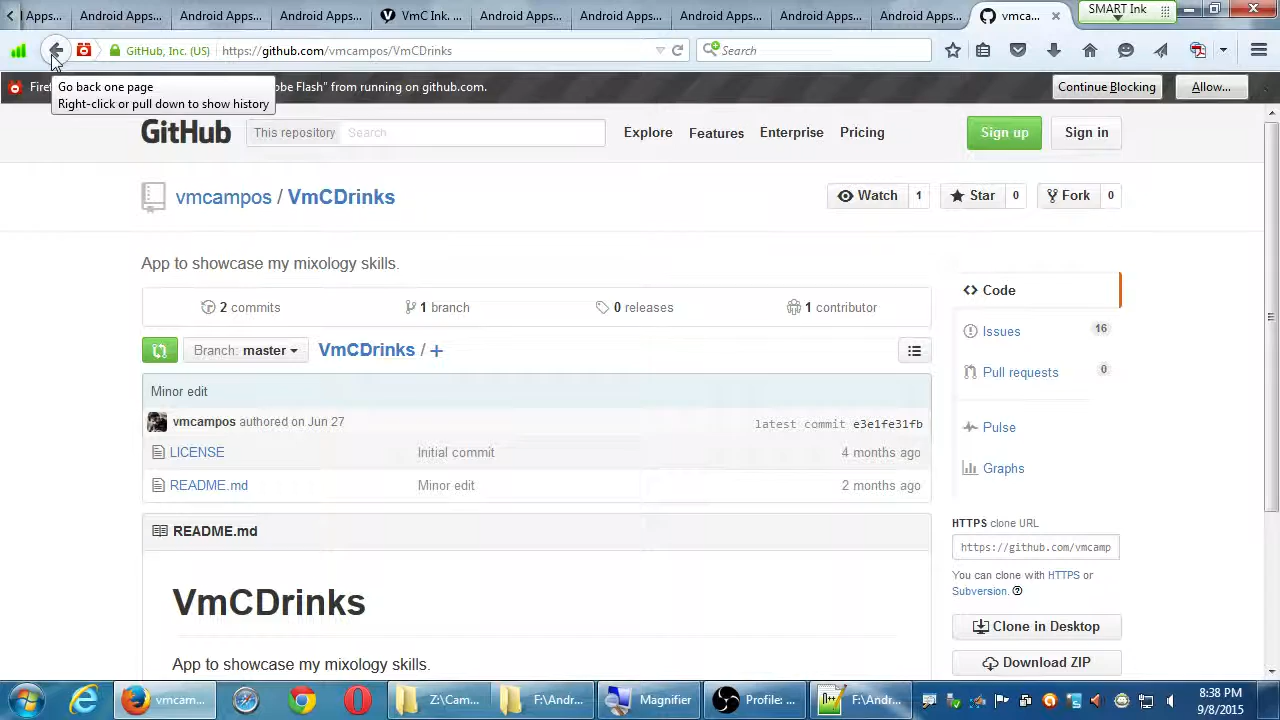 Apps...
Android Apps...
Android Apps...
Android Apps...
VmC Ink. ...
Android Apps...
Android Apps...
Android Apps...
Android Apps...
Android Apps...
vmca...
SMART Ink
GitHub, Inc. (US)
https://github.com/vmcampos/VmCDrinks
Search
Go back one page
Right-click or pull down to show history
Flash" from running on github.com.
Continue Blocking
Allow...
GitHub
This repository
Search
Explore
Features
Enterprise
Pricing
Sign up
Sign in
vmcampos / VmCDrinks
Watch 1
Star 0
Fork 0
App to showcase my mixology skills.
2 commits
1 branch
0 releases
1 contributor
Branch: master
VmCDrinks / +
Minor edit
vmcampos authored on Jun 27
latest commit e3e1fe31fb
LICENSE
Initial commit
4 months ago
README.md
Minor edit
2 months ago
README.md
VmCDrinks
App to showcase my mixology skills.
Code
Issues
16
Pull requests
0
Pulse
Graphs
HTTPS clone URL
https://github.com/vmcamp
You can clone with HTTPS or
Subversion.
Clone in Desktop
Download ZIP
vmcam...
Z:\Cam...
F:\Andr...
Magnifier
Profile: ...
F:\Andr...
8:38 PM
9/8/2015